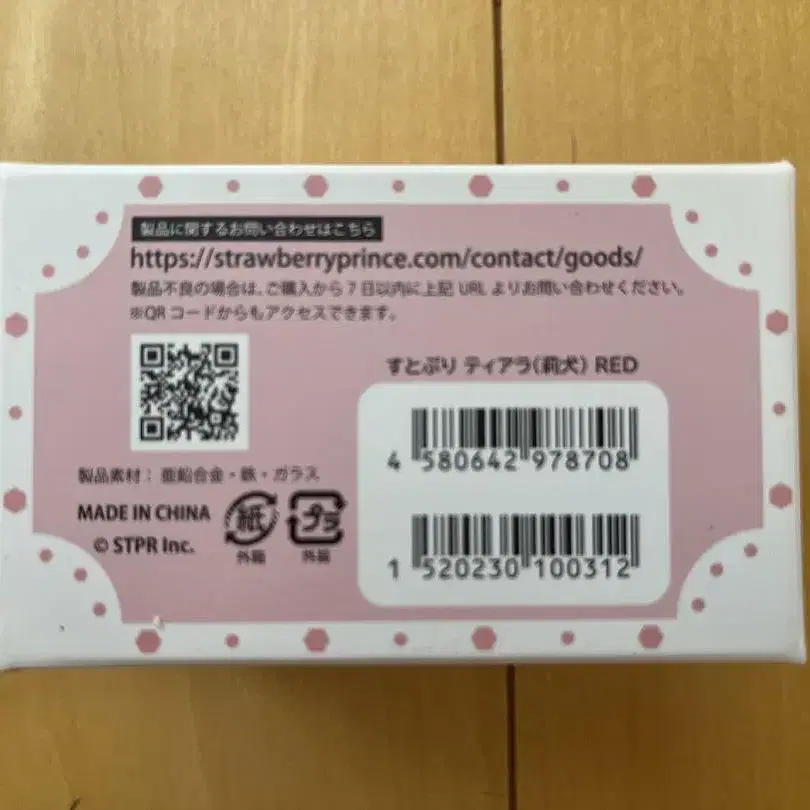 製品に関するお問い合わせはこちら
https://strawberryprince.com/contact/goods/
製品不良の場合は、ご購入から7日以内に上記 URL よりお問い合わせください。
※QR コードからもアクセスできます。
すとぷり ティアラ(莉犬) RED
4 580642 978708
製品素材： 亜鉛合金・鉄・ガラス
MADE IN CHINA
© STPR Inc.
紙
外箱
プラ
外装
1 520230 100312